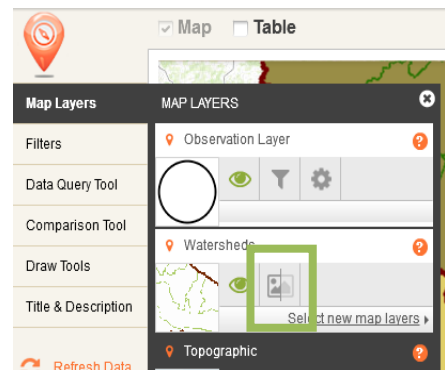 Map Table
Map Layers
MAP LAYERS
Filters
Observation Layer
Data Query Tool
Comparison Tool
Watersheds
Draw Tools
Title & Description
Select new map layers
Topographic
Refresh Data